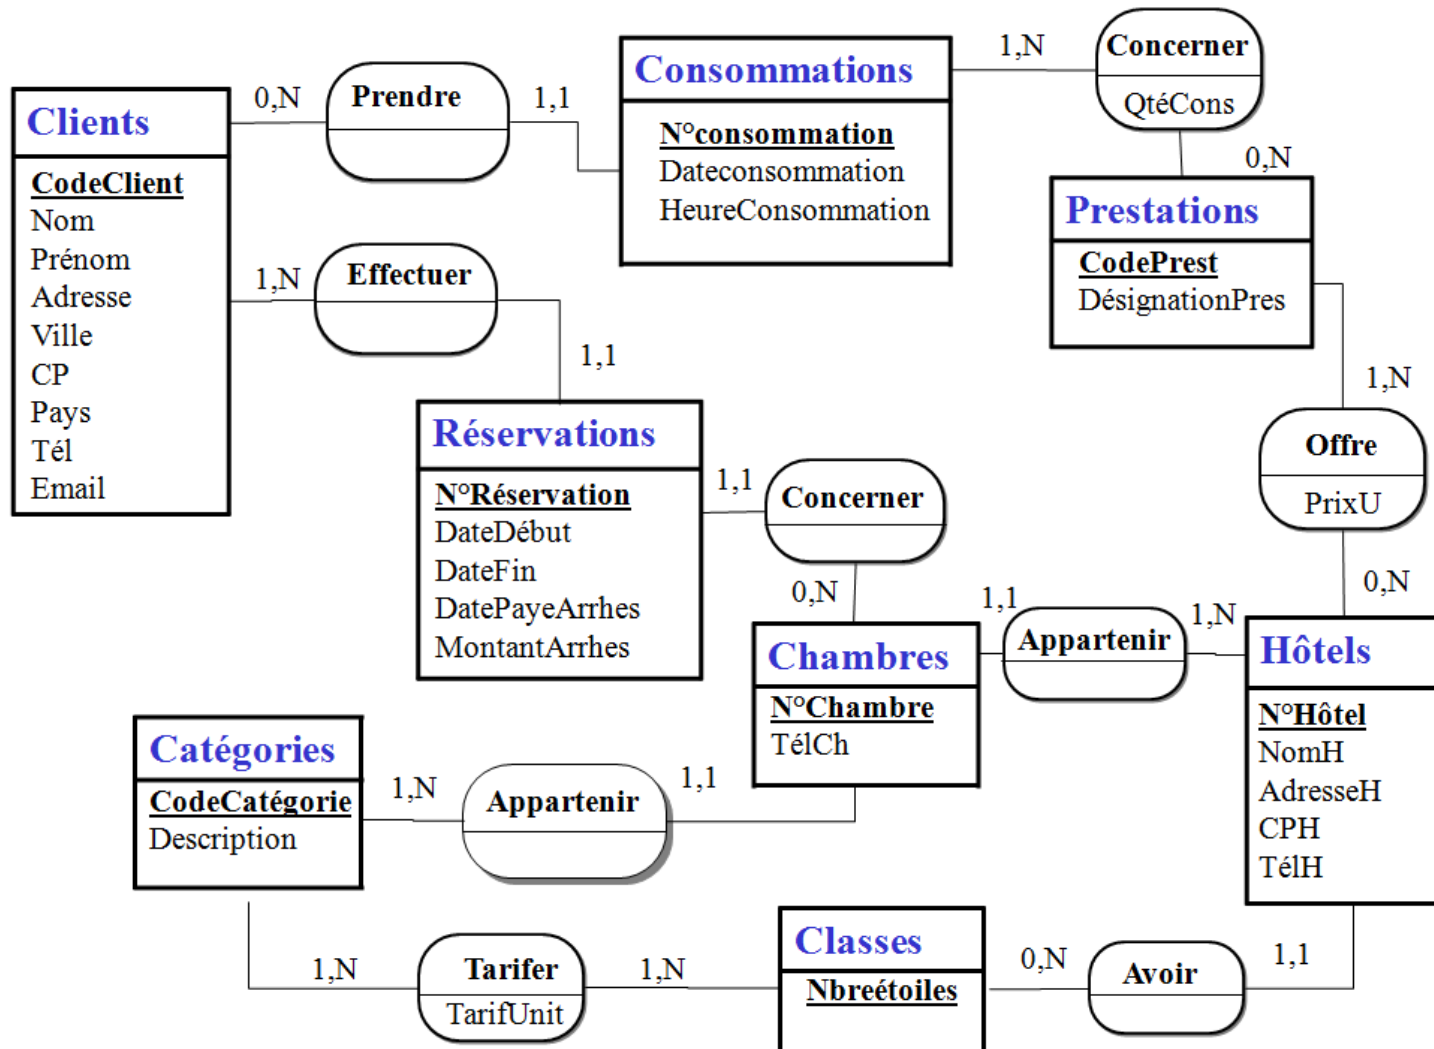 Clients
CodeClient
Nom
Prénom
Adresse
Ville
CP
Pays
Tél
Email
0,N
Prendre
1,1
Consommations
N°consommation
Dateconsommation
HeureConsommation
1,N
Concerner
QtéCons
0,N
Prestations
CodePrest
DésignationPres
1,N
Effectuer
1,1
Réservations
N°Réservation
DateDébut
DateFin
DatePayeArrhes
MontantArrhes
1,1
Concerner
0,N
1,N
Offre
PrixU
0,N
Chambres
N°Chambre
TélCh
1,1
Appartenir
1,N
Hôtels
N°Hôtel
NomH
AdresseH
CPH
TélH
Catégories
CodeCatégorie
Description
1,N
Appartenir
1,1
1,N
Tarifer
TarifUnit
1,N
Classes
Nbreétoiles
0,N
Avoir
1,1